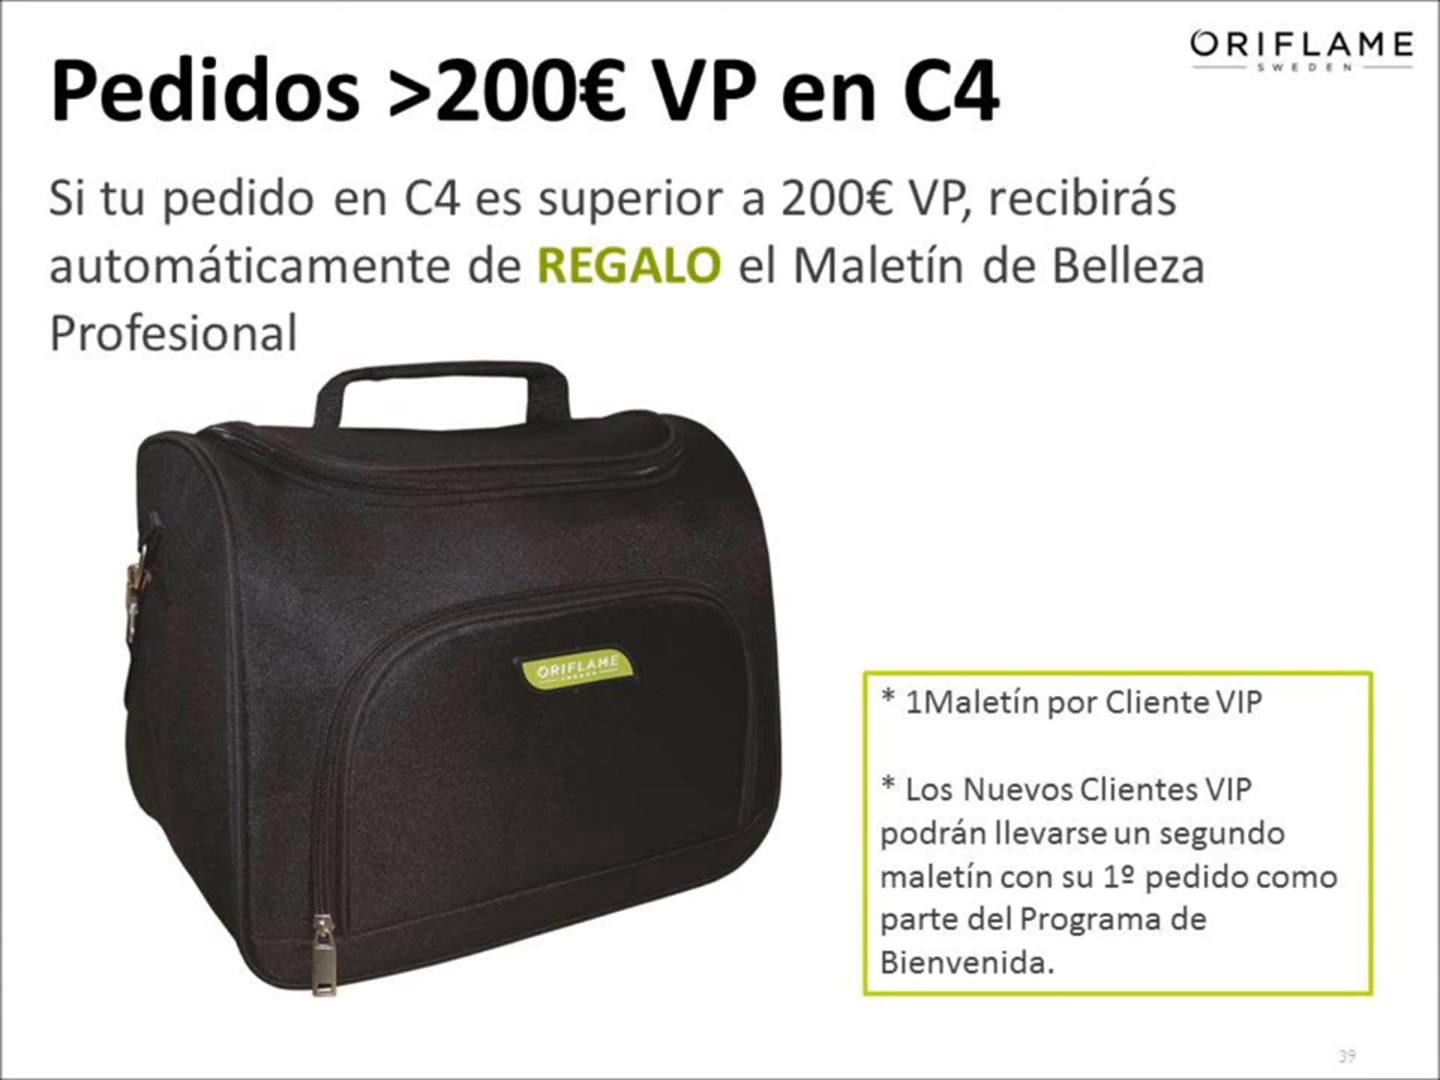 ORIFLAME
SWEDEN
Pedidos >200€ VP en C4
Si tu pedido en C4 es superior a 200€ VP, recibirás
automáticamente de REGALO el Maletín de Belleza
Profesional
ORIFLAME
SWEDEN
* 1Maletín por Cliente VIP
* Los Nuevos Clientes VIP
podrán llevarse un segundo
maletín con su 1º pedido como
parte del Programa de
Bienvenida.
39